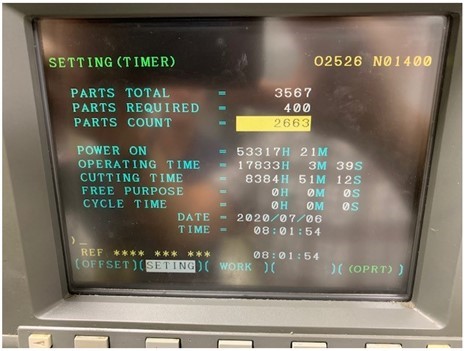 SETTING(TIMER) O2526 N01400
PARTS TOTAL = 3567
PARTS REQUIRED = 400
PARTS COUNT = 2663
POWER ON = 53317H 21M
OPERATING TIME = 17833H 3M 39S
CUTTING TIME = 8384H 51M 12S
FREE PURPOSE = 0H 0M 0S
CYCLE TIME = 0H 0M 0S
DATE = 2020/07/06
TIME = 08:01:54
)_
REF **** *** *** 08:01:54
(OFFSET)(SETING)( WORK )( )( (OPRT) )